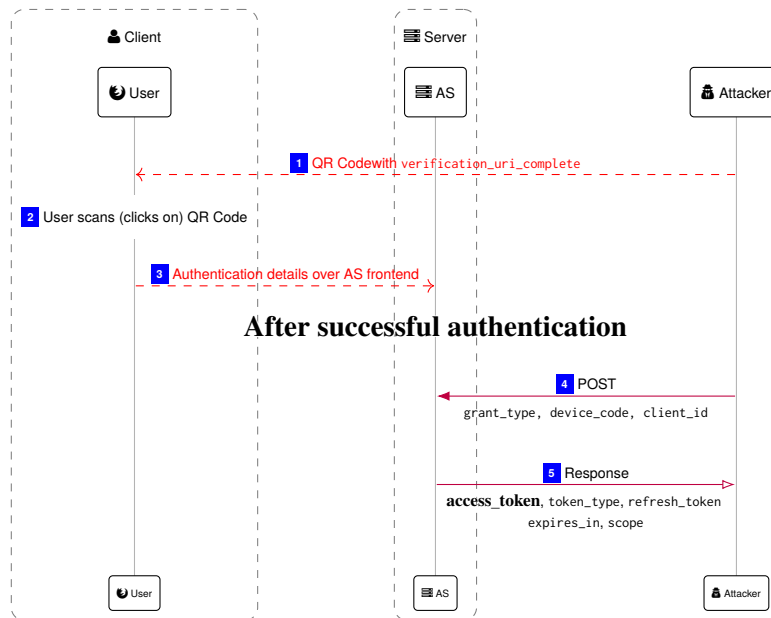 Client
Server
User
AS
Attacker
1 QR Codewith verification_uri_complete
2 User scans (clicks on) QR Code
3 Authentication details over AS frontend
After successful authentication
4 POST
grant_type, device_code, client_id
5 Response
access_token, token_type, refresh_token
expires_in, scope
User
AS
Attacker